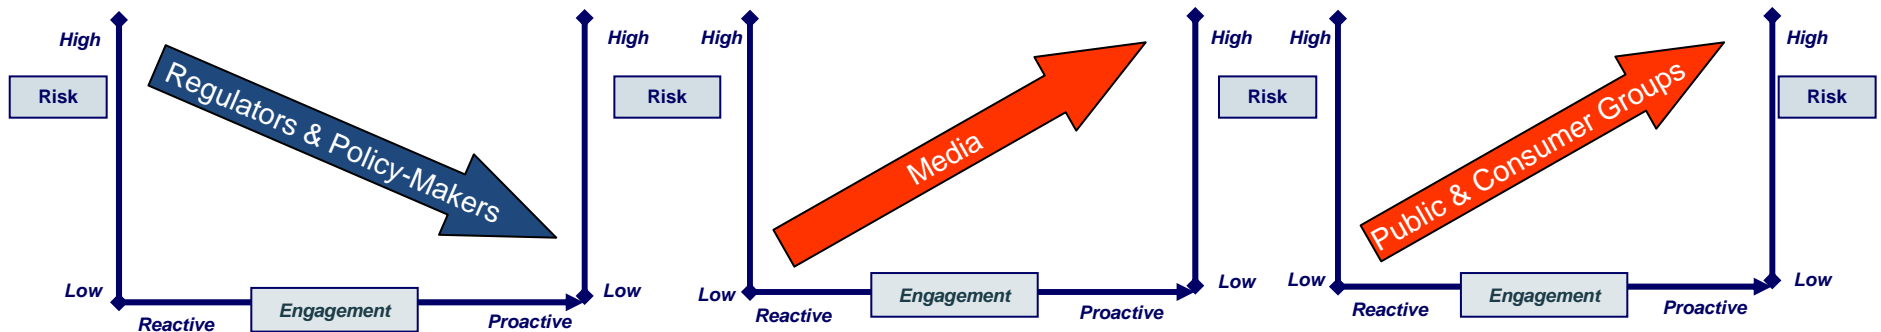 High
Risk
Low
Regulators & Policy-Makers
Reactive
Engagement
Proactive
High
Risk
Low
High
Low
Media
Reactive
Engagement
Proactive
High
Risk
Low
High
Low
Public & Consumer Groups
Reactive
Engagement
Proactive
High
Risk
Low